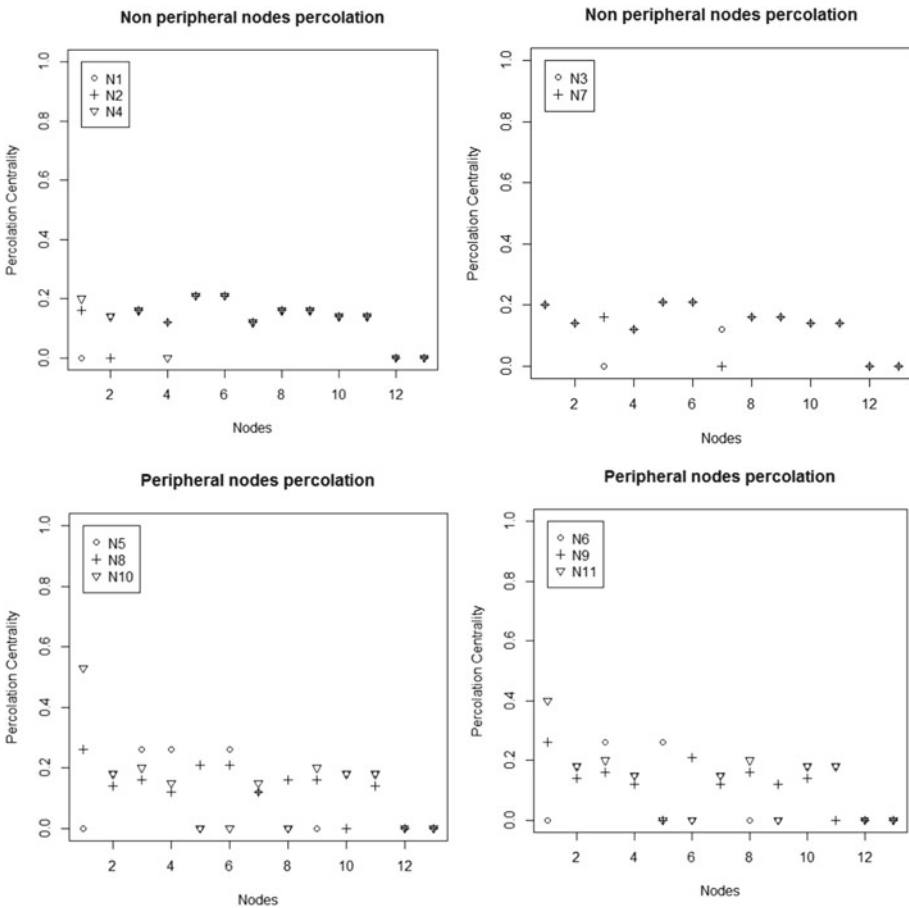 Non peripheral nodes percolation
N1
N2
N4
Percolation Centrality
0.0 0.2 0.4 0.6 0.8 1.0
2 4 6 8 10 12
Nodes
Non peripheral nodes percolation
N3
N7
Percolation Centrality
0.0 0.2 0.4 0.6 0.8 1.0
2 4 6 8 10 12
Nodes
Peripheral nodes percolation
N5
N8
N10
Percolation Centrality
0.0 0.2 0.4 0.6 0.8 1.0
2 4 6 8 10 12
Nodes
Peripheral nodes percolation
N6
N9
N11
Percolation Centrality
0.0 0.2 0.4 0.6 0.8 1.0
2 4 6 8 10 12
Nodes